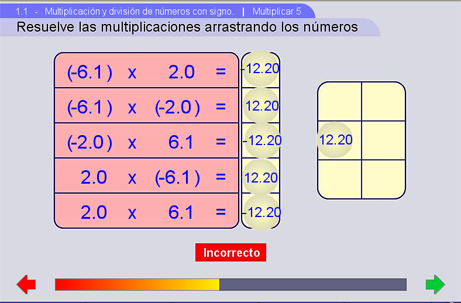 1.1 - Multiplicación y división de números con signo. | Multiplicar 5
Resuelve las multiplicaciones arrastrando los números
(-6.1) x 2.0 = -12.20
(-6.1) x (-2.0) = 12.20
(-2.0) x 6.1 = -12.20
2.0 x (-6.1) = 12.20
2.0 x 6.1 = -12.20
12.20
Incorrecto